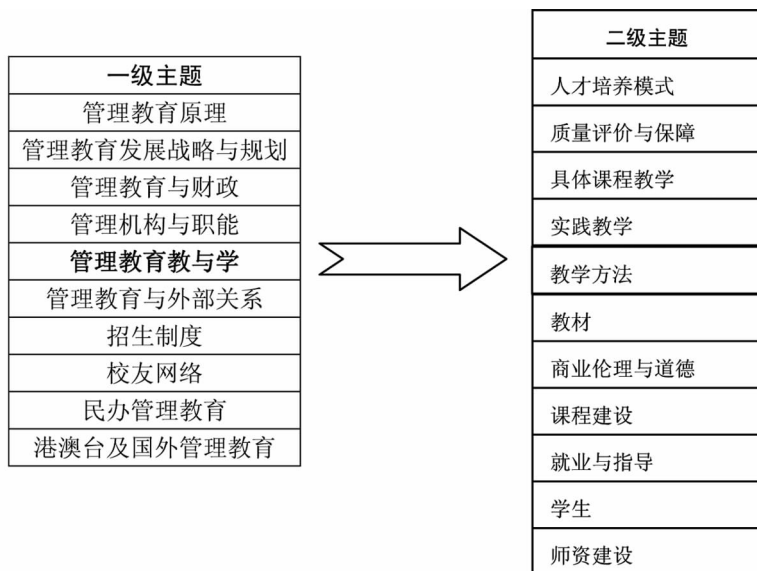 一级主题
管理教育原理
管理教育发展战略与规划
管理教育与财政
管理机构与职能
管理教育教与学
管理教育与外部关系
招生制度
校友网络
民办管理教育
港澳台及国外管理教育
二级主题
人才培养模式
质量评价与保障
具体课程教学
实践教学
教学方法
教材
商业伦理与道德
课程建设
就业与指导
学生
师资建设